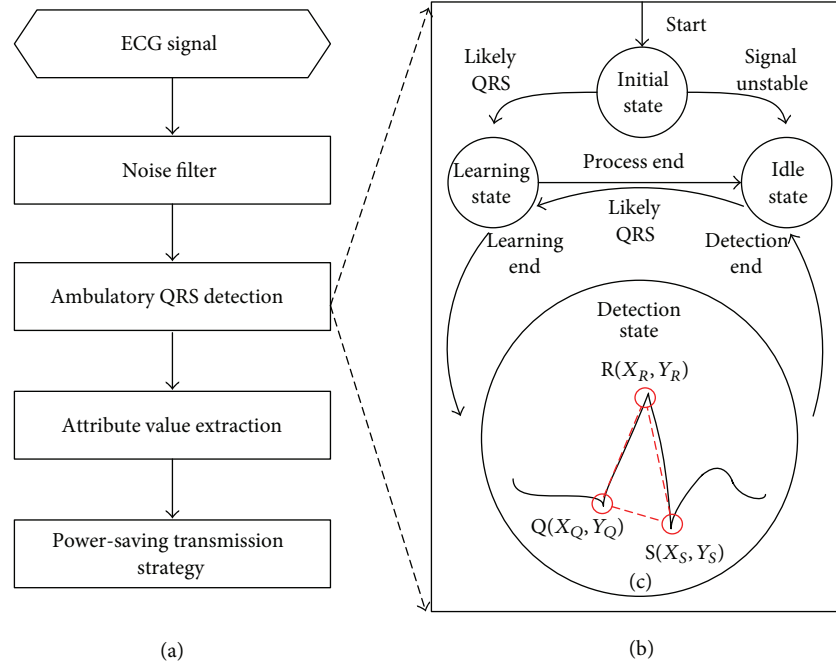 ECG signal
Noise filter
Ambulatory QRS detection
Attribute value extraction
Power-saving transmission
strategy
(a)
Start
Likely
QRS
Initial
state
Signal
unstable
Learning
state
Process end
Idle
state
Likely
QRS
Learning
end
Detection
end
Detection
state
R(X_R, Y_R)
Q(X_Q, Y_Q)
S(X_S, Y_S)
(c)
(b)